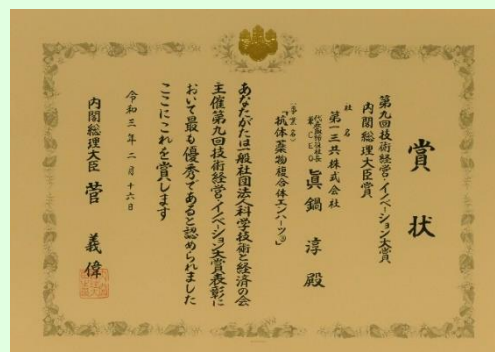 賞状
第九回技術経営・イノベーション大賞
内閣総理大臣賞
社名
第一三共株式会社
代表取締役社長
兼CEO
眞鍋 淳 殿
(事業名)
「抗体薬物複合体エンハーツ®」
あなたがたは一般社団法人科学技術と経済の会
主催第九回技術経営・イノベーション大賞表彰に
おいて最も優秀であると認められました
ここにこれを賞します
令和三年二月十六日
内閣総理大臣 菅 義偉